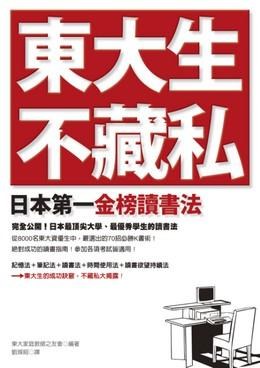 東大生
不藏私
日本第一金榜讀書法
完全公開!日本最頂尖大學、最優秀學生的讀書法
從8000名東大資優生中,嚴選出的70招必勝K書術!
絕對成功的讀書指南!參加各項考試皆適用!
記憶法+筆記法+讀書法+時間使用法+讀書欲望持續法
→東大生的成功訣竅,不藏私大揭露!
東大家庭教師之友會◎編著
劉錦昭◎譯